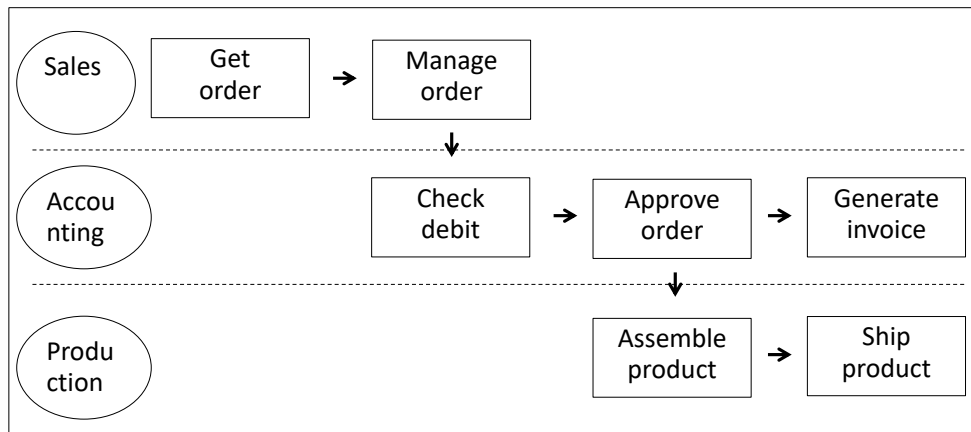 Sales
Get
order
Manage
order
Accou
nting
Check
debit
Approve
order
Generate
invoice
Produ
ction
Assemble
product
Ship
product